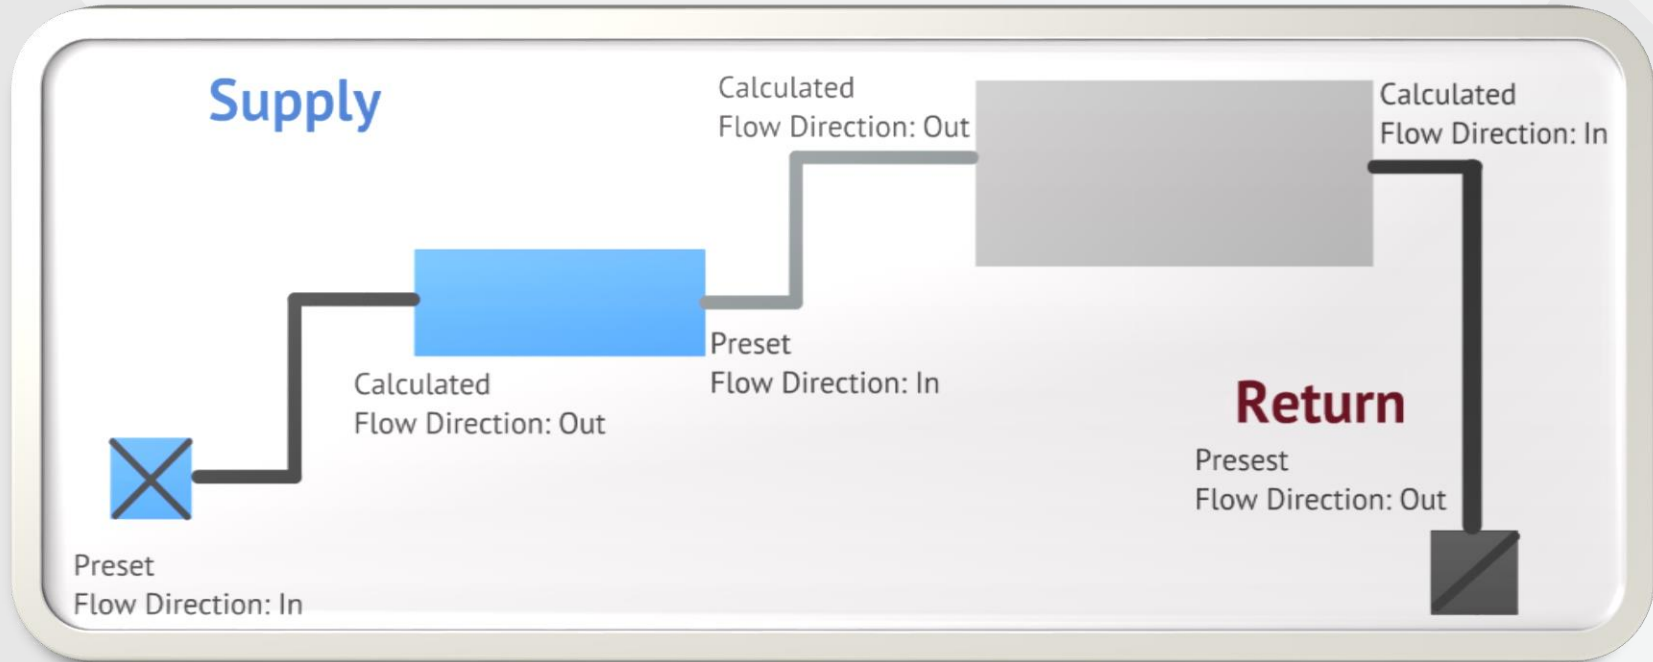 Supply
Calculated
Flow Direction: Out
Calculated
Flow Direction: In
Preset
Flow Direction: In
Calculated
Flow Direction: Out
Return
Presest
Flow Direction: Out
Preset
Flow Direction: In